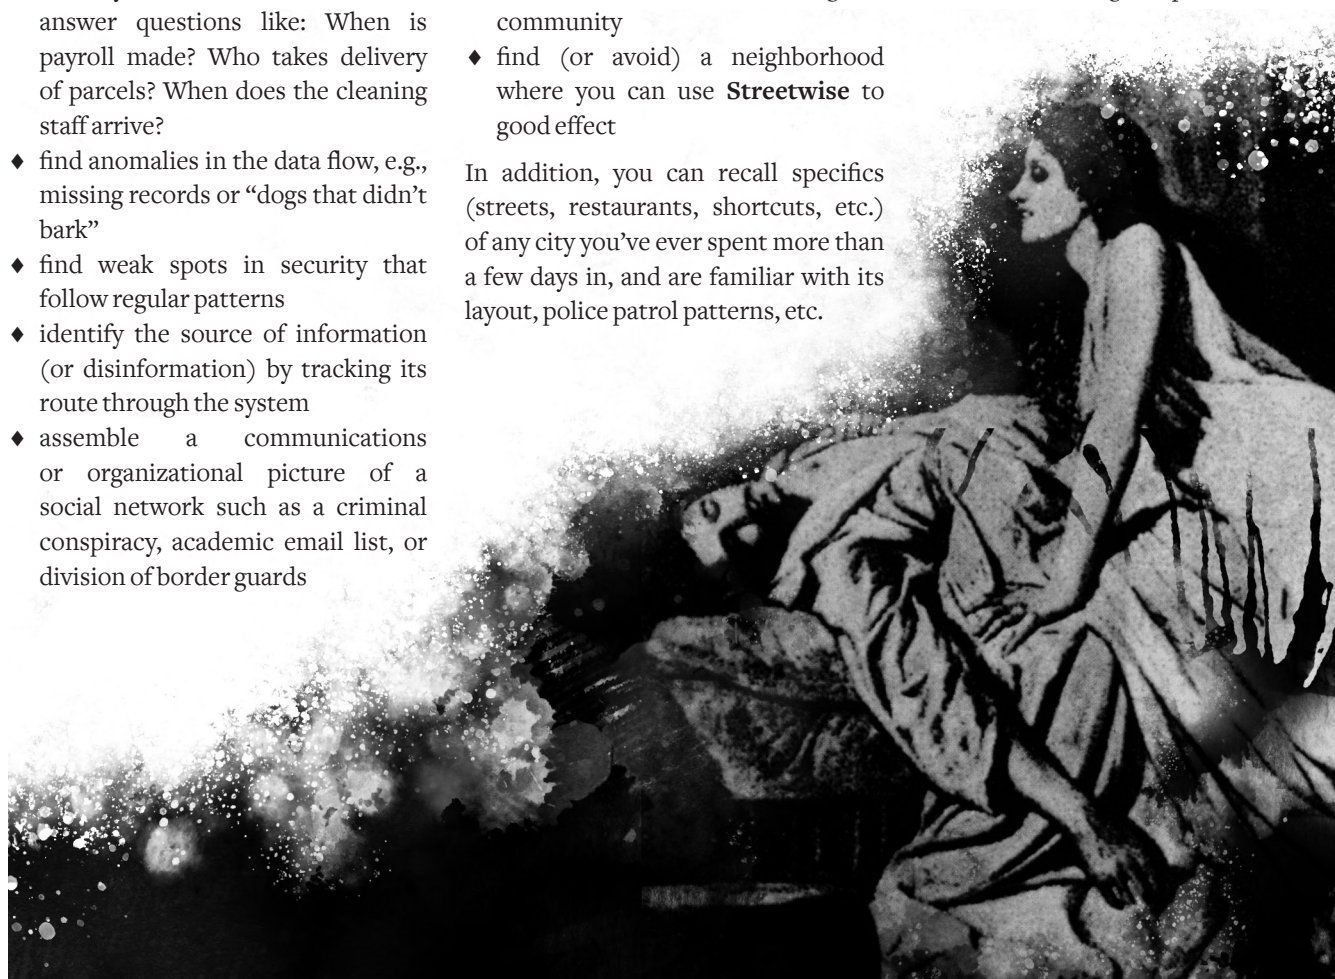 answer questions like: When is
payroll made? Who takes delivery
of parcels? When does the cleaning
staff arrive?
♦ find anomalies in the data flow, e.g.,
missing records or “dogs that didn’t
bark”
♦ find weak spots in security that
follow regular patterns
♦ identify the source of information
(or disinformation) by tracking its
route through the system
♦ assemble a communications
or organizational picture of a
social network such as a criminal
conspiracy, academic email list, or
division of border guards
community
♦ find (or avoid) a neighborhood
where you can use Streetwise to
good effect
In addition, you can recall specifics
(streets, restaurants, shortcuts, etc.)
of any city you’ve ever spent more than
a few days in, and are familiar with its
layout, police patrol patterns, etc.